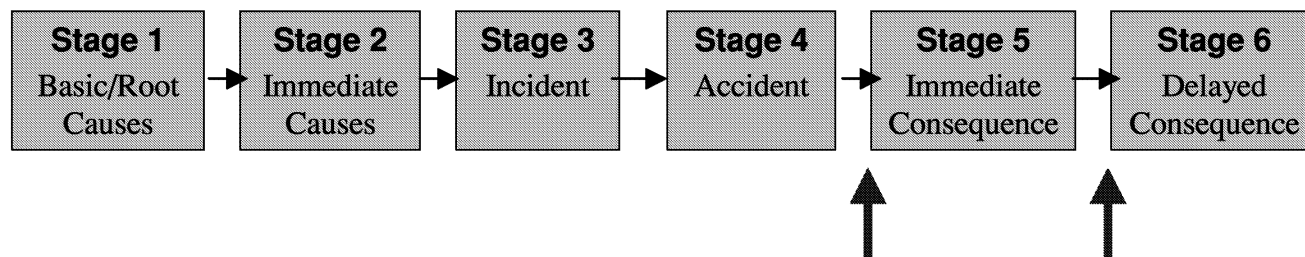 Stage 1
Basic/Root
Causes
Stage 2
Immediate
Causes
Stage 3
Incident
Stage 4
Accident
Stage 5
Immediate
Consequence
Stage 6
Delayed
Consequence